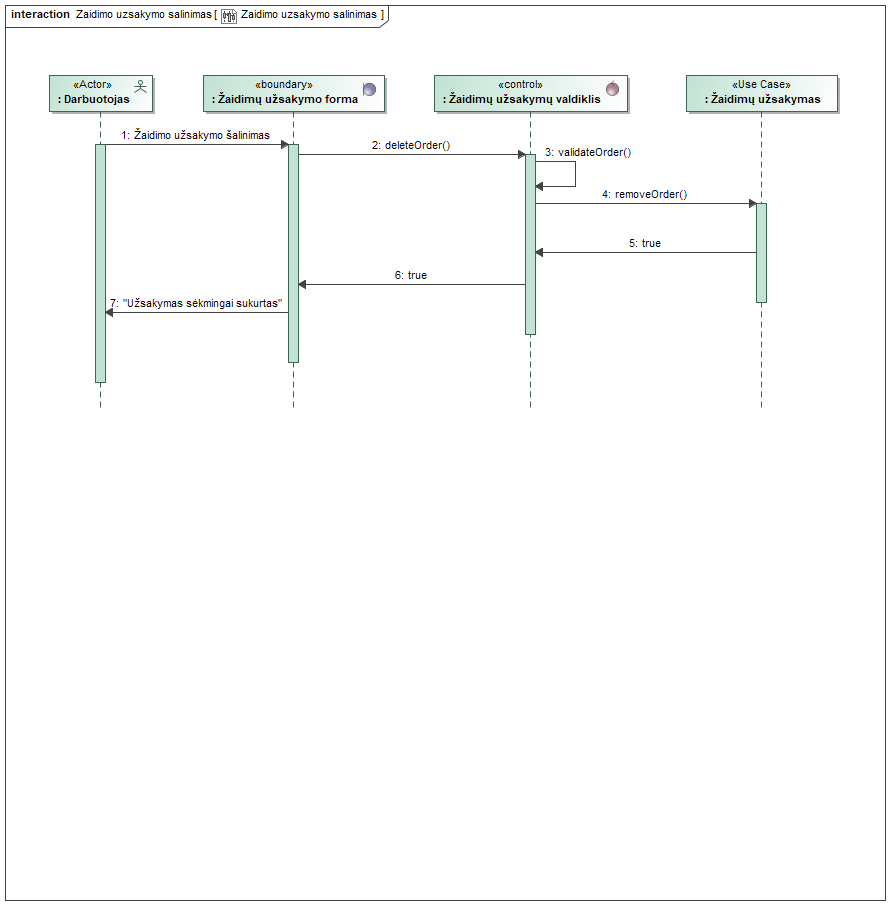 interaction Zaidimo uzsakymo salinimas [ Zaidimo uzsakymo salinimas ]
«Actor»
: Darbuotojas
«boundary»
: Žaidimų užsakymo forma
«control»
: Žaidimų užsakymų valdiklis
«Use Case»
: Žaidimų užsakymas
1: Žaidimo užsakymo šalinimas
2: deleteOrder()
3: validateOrder()
4: removeOrder()
5: true
6: true
7: "Užsakymas sėkmingai sukurtas"